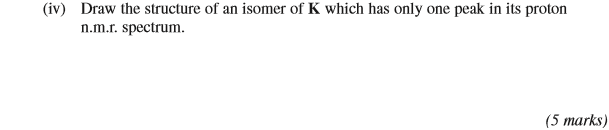 (iv) Draw the structure of an isomer of K which has only one peak in its proton
n.m.r. spectrum.
(5 marks)